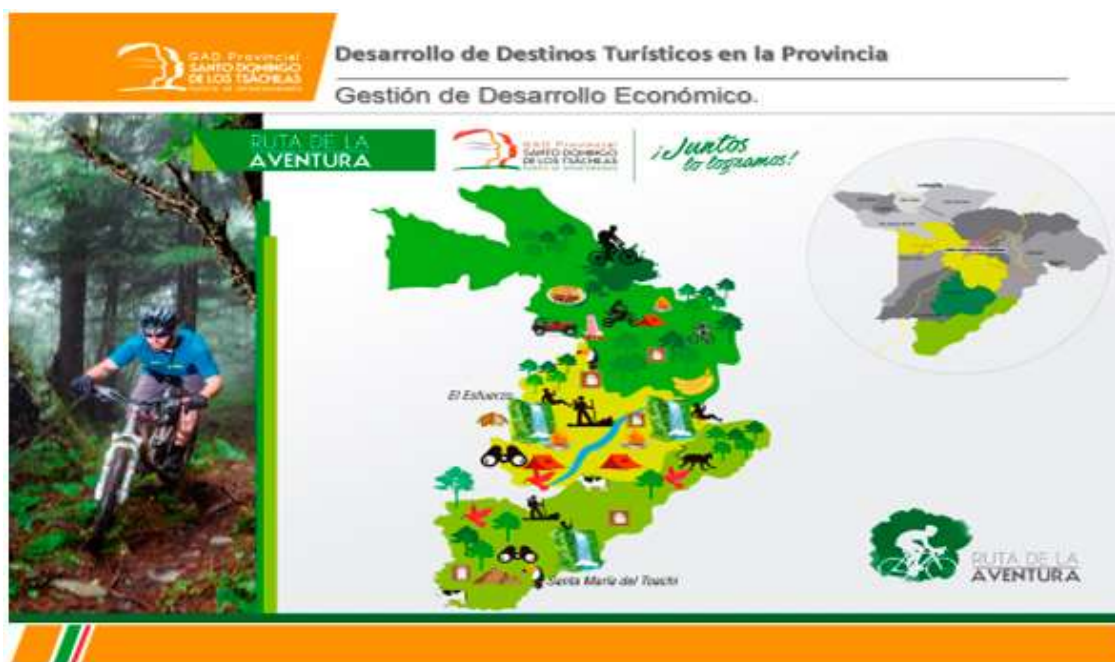 GAD Provincial
SANTO DOMINGO
DE LOS TSÁCHILAS
Desarrollo de Destinos Turísticos en la Provincia
Gestión de Desarrollo Económico.
RUTA DE LA
AVENTURA
GAD Provincial
SANTO DOMINGO
DE LOS TSÁCHILAS
¡Juntos
lo logramos!
El Esfuerzo
Santa María del Toachi
RUTA DE LA
AVENTURA